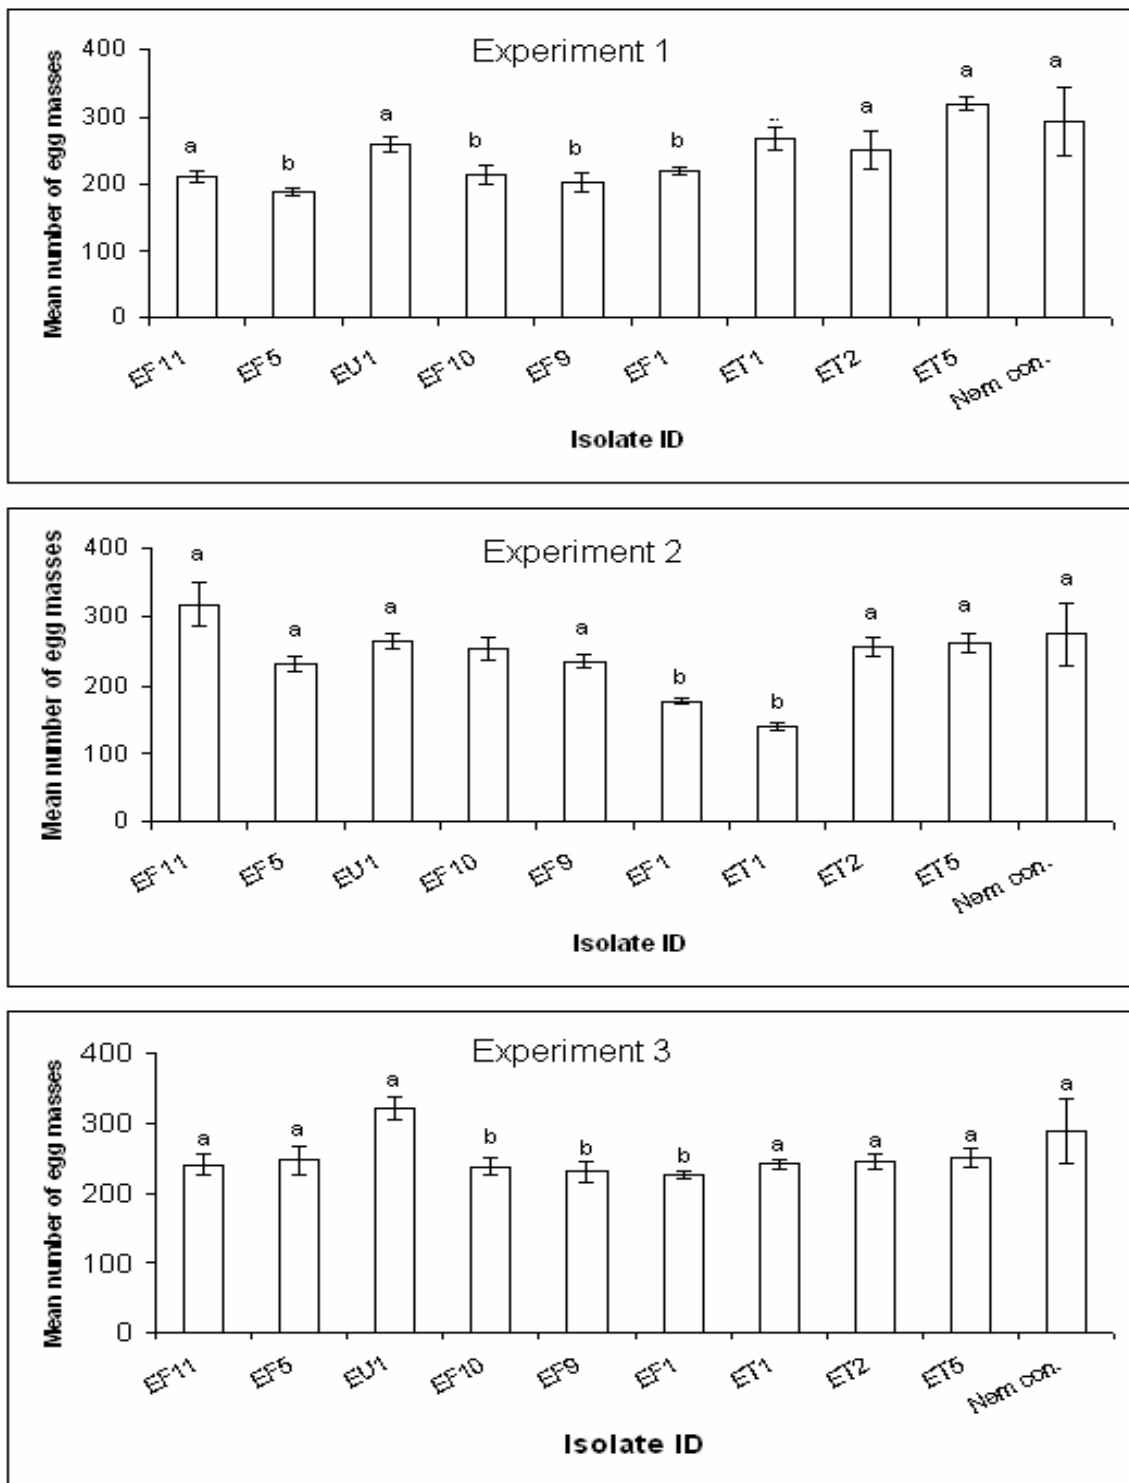 Experiment 1
Mean number of egg masses
400
300
200
100
0
a
b
a
b
b
b
a
a
a
EF11
EF5
EU1
EF10
EF9
EF1
ET1
ET2
ET5
Nem con.
Isolate ID
Experiment 2
Mean number of egg masses
400
300
200
100
0
a
a
a
a
b
b
a
a
a
EF11
EF5
EU1
EF10
EF9
EF1
ET1
ET2
ET5
Nem con.
Isolate ID
Experiment 3
Mean number of egg masses
400
300
200
100
0
a
a
a
b
b
b
a
a
a
a
EF11
EF5
EU1
EF10
EF9
EF1
ET1
ET2
ET5
Nem con.
Isolate ID